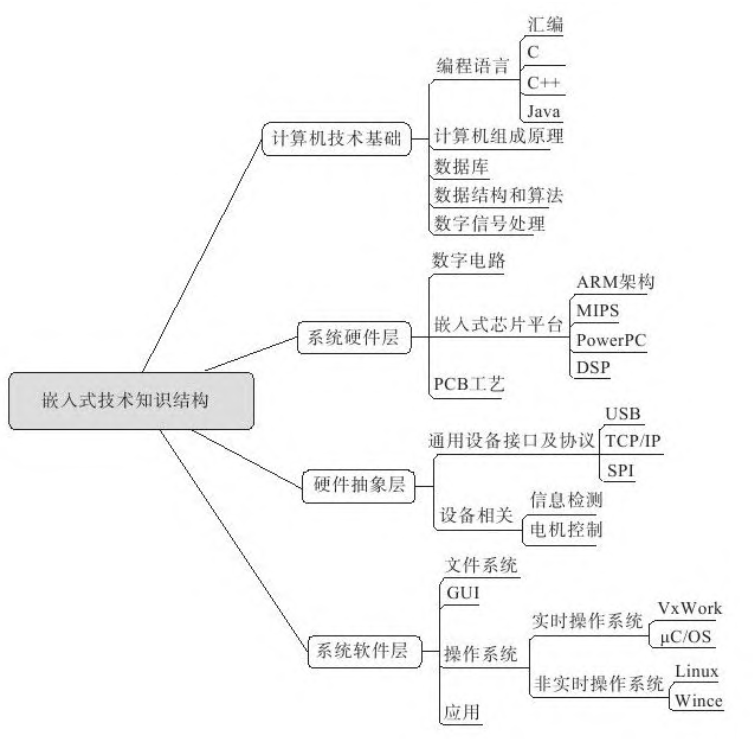 嵌入式技术知识结构
计算机技术基础
编程语言
汇编
C
C++
Java
计算机组成原理
数据库
数据结构和算法
数字信号处理
系统硬件层
数字电路
嵌入式芯片平台
ARM架构
MIPS
PowerPC
DSP
PCB工艺
硬件抽象层
通用设备接口及协议
USB
TCP/IP
SPI
设备相关
信息检测
电机控制
系统软件层
文件系统
GUI
操作系统
实时操作系统
VxWork
μC/OS
非实时操作系统
Linux
Wince
应用